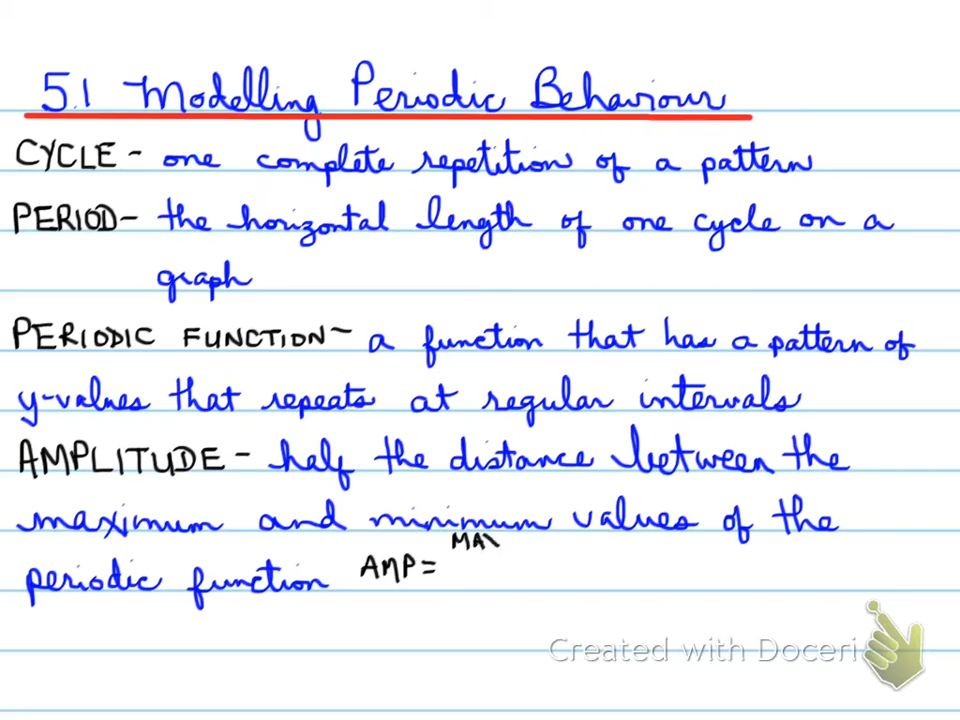 5.1 Modelling Periodic Behaviour
CYCLE - one complete repetition of a pattern
PERIOD - the horizontal length of one cycle on a
graph
PERIODIC FUNCTION - a function that has a pattern of
y-values that repeats at regular intervals
AMPLITUDE - half the distance between the
maximum and minimum values of the
periodic function AMP = MAX
Created with Doceri